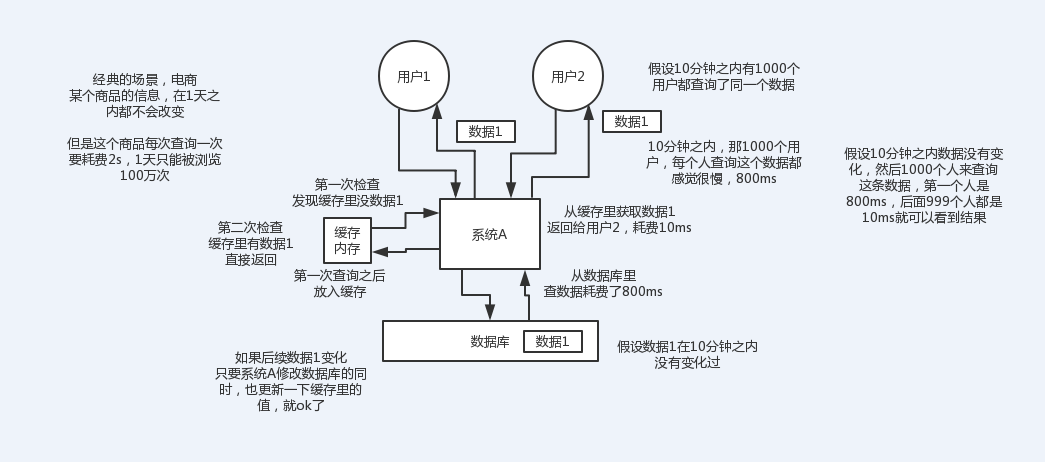 经典的场景，电商
某个商品的信息，在1天之
内都不会改变
但是这个商品每次查询一次
要耗费2s，1天只能被浏览
100万次
用户1
用户2
数据1
数据1
假设10分钟之内有1000个
用户都查询了同一个数据
10分钟之内，那1000个用
户，每个人查询这个数据都
感觉很慢，800ms
假设10分钟之内数据没有变
化，然后1000个人来查询
这条数据，第一个人是
800ms，后面999个人都是
10ms就可以看到结果
第一次检查
发现缓存里没数据1
第二次检查
缓存里有数据1
直接返回
缓存
内存
第一次查询之后
放入缓存
系统A
从缓存里获取数据1
返回给用户2，耗费10ms
从数据库里
查数据耗费了800ms
数据库
数据1
假设数据1在10分钟之内
没有变化过
如果后续数据1变化
只要系统A修改数据库的同
时，也更新一下缓存里的
值，就ok了